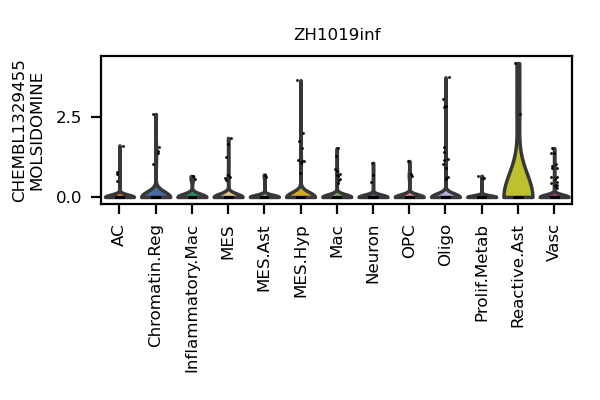 ZH1019inf
CHEMBL1329455
MOLSIDOMINE
2.5
0.0
AC
Chromatin.Reg
Inflammatory.Mac
MES
MES.Ast
MES.Hyp
Mac
Neuron
OPC
Oligo
Prolif.Metab
Reactive.Ast
Vasc